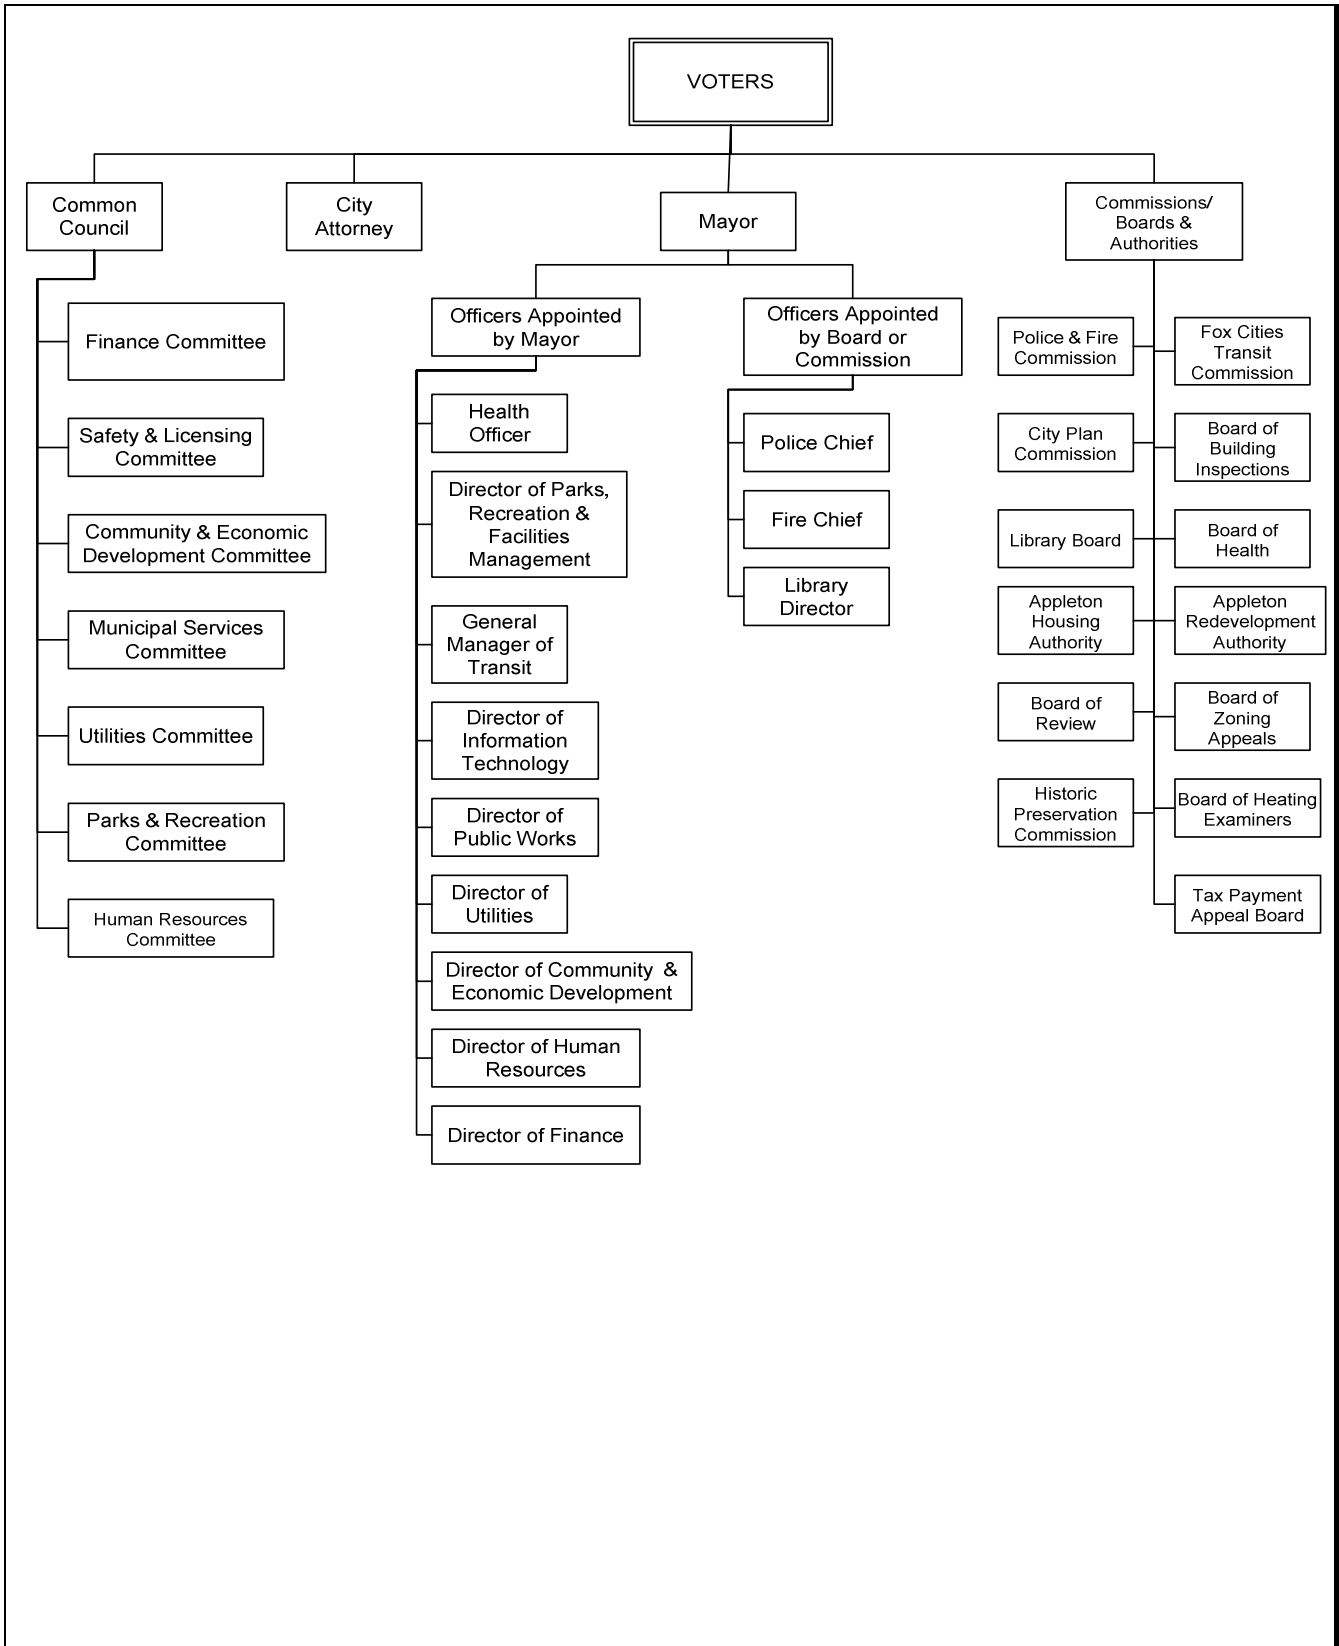 VOTERS
Common
Council
City
Attorney
Mayor
Commissions/
Boards &
Authorities
Finance Committee
Safety & Licensing
Committee
Community & Economic
Development Committee
Municipal Services
Committee
Utilities Committee
Parks & Recreation
Committee
Human Resources
Committee
Officers Appointed
by Mayor
Health
Officer
Director of Parks,
Recreation &
Facilities
Management
General
Manager of
Transit
Director of
Information
Technology
Director of
Public Works
Director of
Utilities
Director of Community &
Economic Development
Director of Human
Resources
Director of Finance
Officers Appointed
by Board or
Commission
Police Chief
Fire Chief
Library
Director
Police & Fire
Commission
Fox Cities
Transit
Commission
City Plan
Commission
Board of
Building
Inspections
Library Board
Board of
Health
Appleton
Housing
Authority
Appleton
Redevelopment
Authority
Board of
Review
Board of
Zoning
Appeals
Historic
Preservation
Commission
Board of Heating
Examiners
Tax Payment
Appeal Board